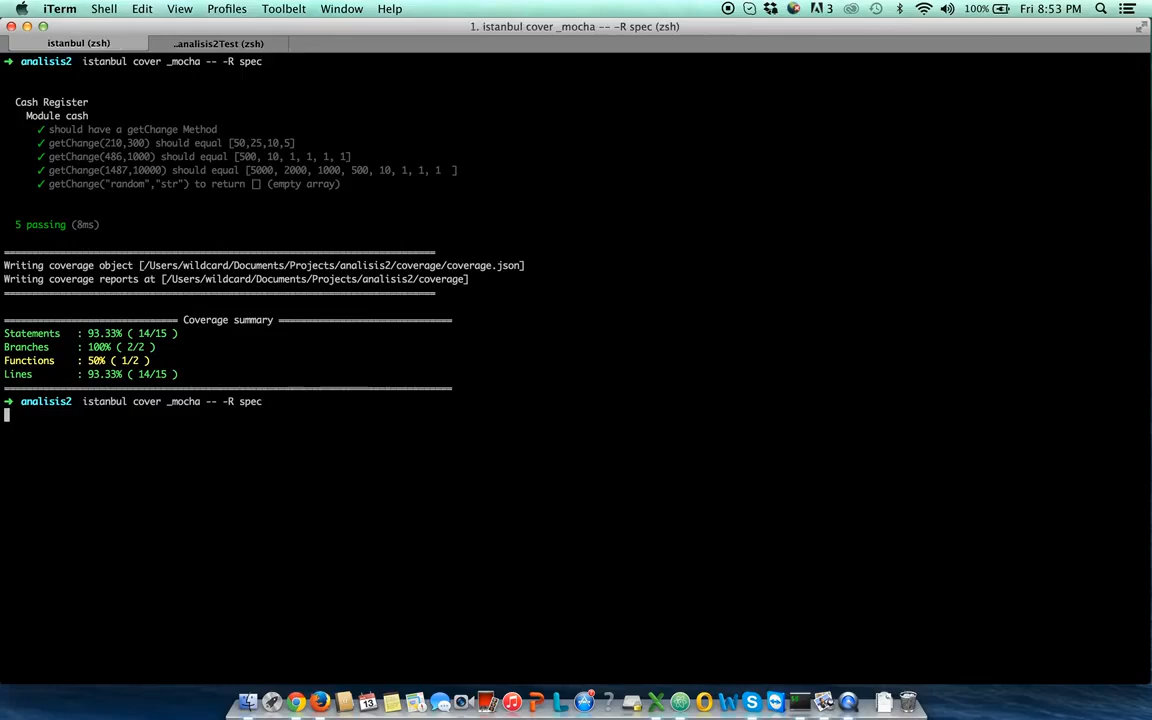 iTerm Shell Edit View Profiles Toolbelt Window Help 3 100% Fri 8:53 PM
1. istanbul cover _mocha -- -R spec (zsh)
istanbul (zsh) ..analisis2Test (zsh)
➜ analisis2 istanbul cover _mocha -- -R spec
Cash Register
Module cash
✓ should have a getChange Method
✓ getChange(210,300) should equal [50,25,10,5]
✓ getChange(486,1000) should equal [500, 10, 1, 1, 1, 1]
✓ getChange(1487,10000) should equal [5000, 2000, 1000, 500, 10, 1, 1, 1 ]
✓ getChange("random","str") to return [] (empty array)
5 passing (8ms)
=============================================================================
Writing coverage object [/Users/wildcard/Documents/Projects/analisis2/coverage/coverage.json]
Writing coverage reports at [/Users/wildcard/Documents/Projects/analisis2/coverage]
=============================================================================
=============================== Coverage summary ===============================
Statements : 93.33% ( 14/15 )
Branches : 100% ( 2/2 )
Functions : 50% ( 1/2 )
Lines : 93.33% ( 14/15 )
================================================================================
➜ analisis2 istanbul cover _mocha -- -R spec
13